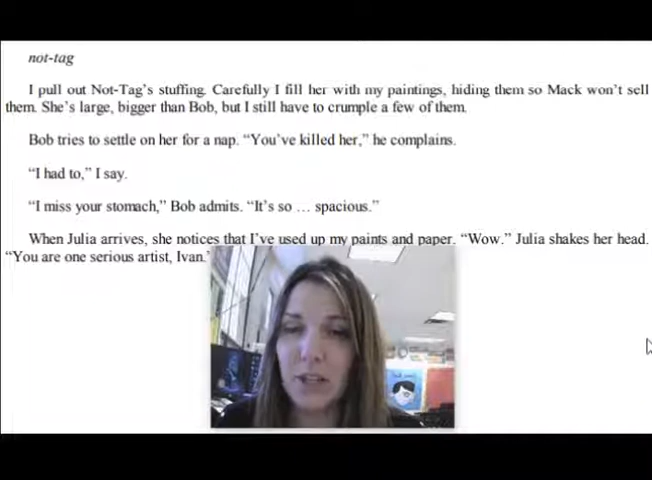 not-tag
I pull out Not-Tag’s stuffing. Carefully I fill her with my paintings, hiding them so Mack won’t sell
them. She’s large, bigger than Bob, but I still have to crumple a few of them.
Bob tries to settle on her for a nap. “You’ve killed her,” he complains.
“I had to,” I say.
“I miss your stomach,” Bob admits. “It’s so … spacious.”
When Julia arrives, she notices that I’ve used up my paints and paper. “Wow.” Julia shakes her head.
“You are one serious artist, Ivan.”